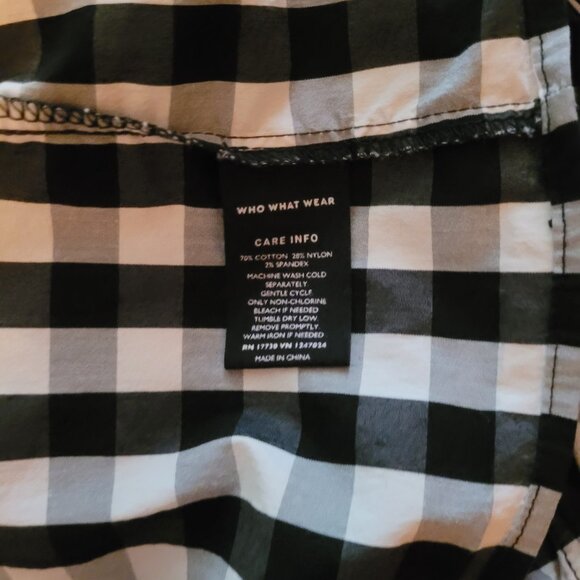 WHO WHAT WEAR
CARE INFO
70% COTTON 28% NYLON
2% SPANDEX
MACHINE WASH COLD
SEPARATELY
GENTLE CYCLE
ONLY NON-CHLORINE
BLEACH IF NEEDED
TUMBLE DRY LOW
REMOVE PROMPTLY
WARM IRON IF NEEDED
RN 17730 VN 1247024
MADE IN CHINA